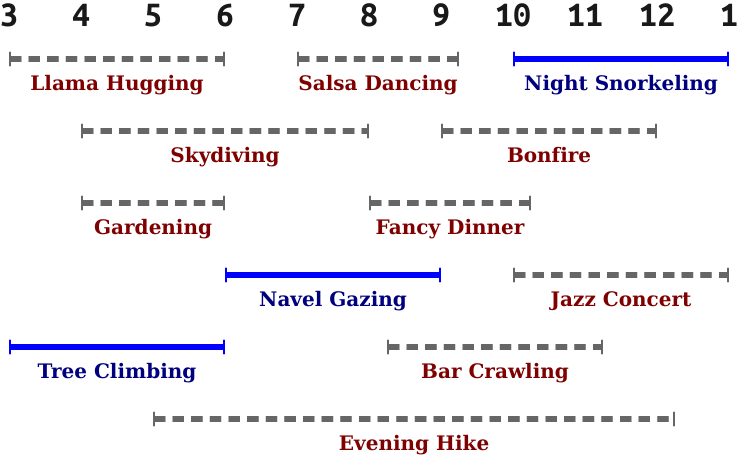 3 4 5 6 7 8 9 10 11 12 1
Llama Hugging Salsa Dancing Night Snorkeling
Skydiving Bonfire
Gardening Fancy Dinner
Navel Gazing Jazz Concert
Tree Climbing Bar Crawling
Evening Hike